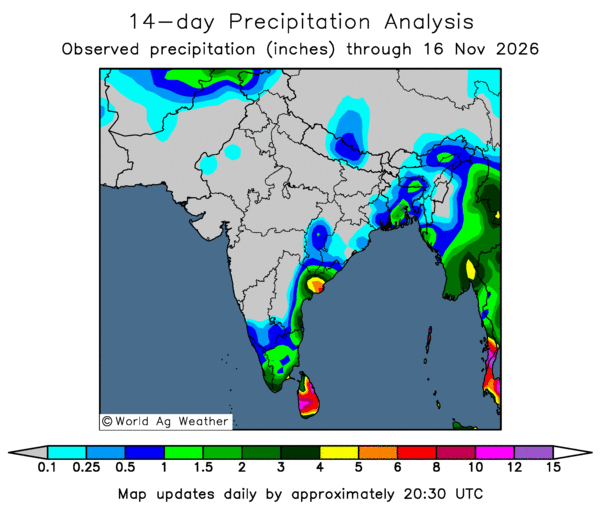 14-day Precipitation Analysis
Observed precipitation (inches) through 16 Nov 2026
©World Ag Weather
0.1 0.25 0.5 1 1.5 2 3 4 5 6 8 10 12 15
Map updates daily by approximately 20:30 UTC